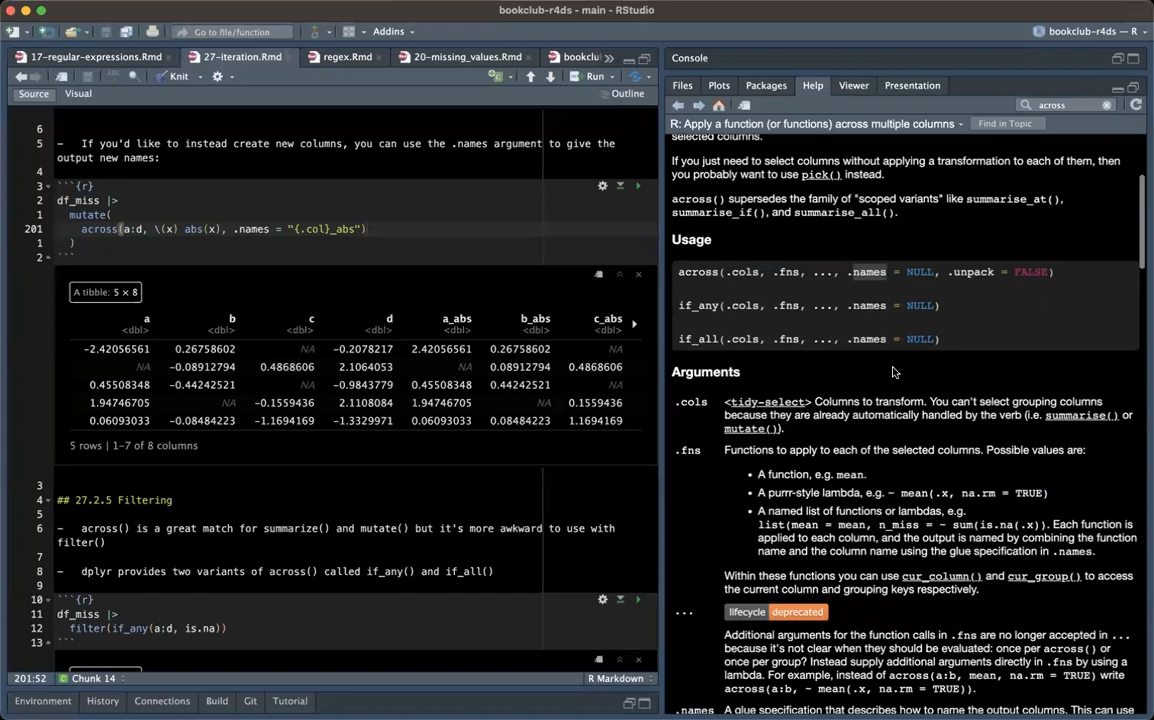 bookclub-r4ds - main - RStudio
Go to file/function
Addins
bookclub-r4ds - R
17-regular-expressions.Rmd
27-iteration.Rmd
regex.Rmd
20-missing_values.Rmd
bookclu
Knit
Run
Source
Visual
Outline
6
5 - If you'd like to instead create new columns, you can use the .names argument to give the
output new names:
4
3 ```{r}
2 df_miss |>
1 mutate(
201 across(a:d, \(x) abs(x), .names = "{.col}_abs")
1 )
2 ```
A tibble: 5 × 8
a b c d a_abs b_abs c_abs
<dbl> <dbl> <dbl> <dbl> <dbl> <dbl> <dbl>
-2.42056561 0.26758602 NA -0.2078217 2.42056561 0.26758602 NA
NA -0.08912794 0.4868606 2.1064053 NA 0.08912794 0.4868606
0.45508348 -0.44242521 NA -0.9843779 0.45508348 0.44242521 NA
1.94746705 NA -0.1559436 2.1108084 1.94746705 NA 0.1559436
0.06093033 -0.08484223 -1.1694169 -1.3329971 0.06093033 0.08484223 1.1694169
5 rows | 1–7 of 8 columns
3
4 ## 27.2.5 Filtering
5
6 - across() is a great match for summarize() and mutate() but it's more awkward to use with
filter()
7
8 - dplyr provides two variants of across() called if_any() and if_all()
9
10 ```{r}
11 df_miss |>
12 filter(if_any(a:d, is.na))
13 ```
201:52
Chunk 14
R Markdown
Environment
History
Connections
Build
Git
Tutorial
Console
Files
Plots
Packages
Help
Viewer
Presentation
across
R: Apply a function (or functions) across multiple columns
Find in Topic
selected columns.
If you just need to select columns without applying a transformation to each of them, then
you probably want to use pick() instead.
across() supersedes the family of "scoped variants" like summarise_at(),
summarise_if(), and summarise_all().
Usage
across(.cols, .fns, ..., .names = NULL, .unpack = FALSE)
if_any(.cols, .fns, ..., .names = NULL)
if_all(.cols, .fns, ..., .names = NULL)
Arguments
.cols <tidy-select> Columns to transform. You can't select grouping columns
because they are already automatically handled by the verb (i.e. summarise() or
mutate()).
.fns Functions to apply to each of the selected columns. Possible values are:
• A function, e.g. mean.
• A purrr-style lambda, e.g. ~ mean(.x, na.rm = TRUE)
• A named list of functions or lambdas, e.g.
list(mean = mean, n_miss = ~ sum(is.na(.x)). Each function is
applied to each column, and the output is named by combining the function
name and the column name using the glue specification in .names.
Within these functions you can use cur_column() and cur_group() to access
the current column and grouping keys respectively.
... lifecycle deprecated
Additional arguments for the function calls in .fns are no longer accepted in ...
because it's not clear when they should be evaluated: once per across() or
once per group? Instead supply additional arguments directly in .fns by using a
lambda. For example, instead of across(a:b, mean, na.rm = TRUE) write
across(a:b, ~ mean(.x, na.rm = TRUE)).
.names A glue specification that describes how to name the output columns. This can use